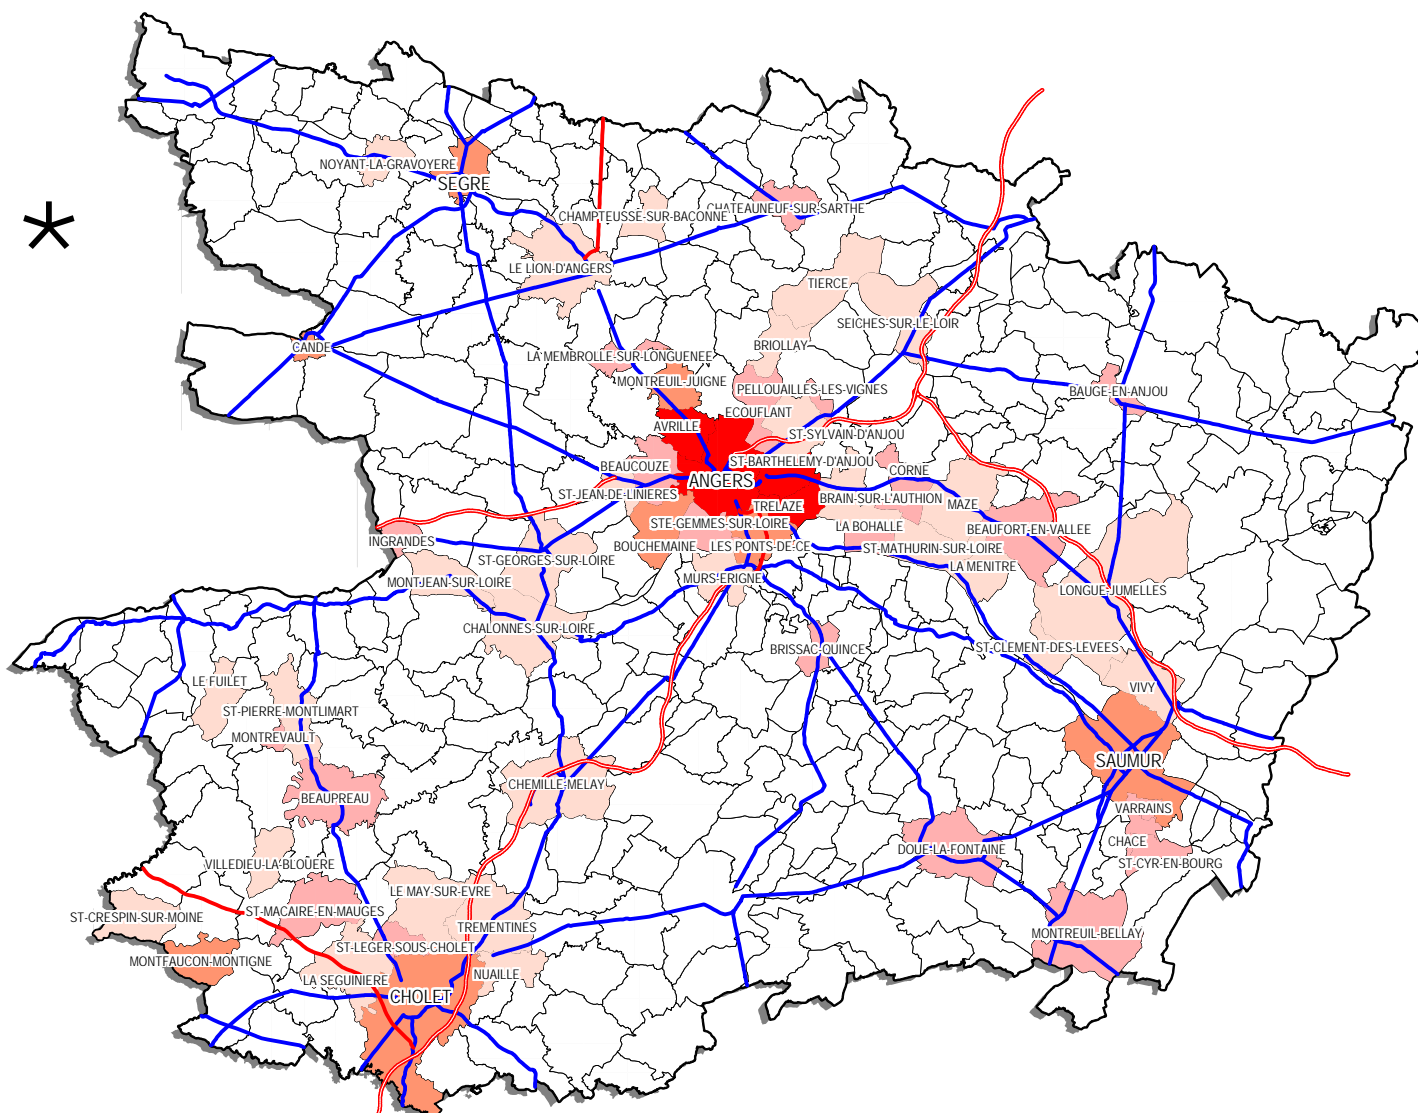 NOYANT-LA-GRAVOYERE
SEGRE
*
CHAMPTEUSSE-SUR-BACONNE
CHATEAUNEUF-SUR-SARTHE
LE LION-D'ANGERS
TIERCE
SEICHES-SUR-LE-LOIR
CANDE
BRIOLLAY
LA MEMBROLLE-SUR-LONGUENEE
MONTREUIL-JUIGNE
PELLOUAILLES-LES-VIGNES
BAUGE-EN-ANJOU
ECOUFLANT
AVRILLE
ST-SYLVAIN-D'ANJOU
ST-BARTHELEMY-D'ANJOU
BEAUCOUZE
CORNE
ANGERS
ST-JEAN-DE-LINIERES
BRAIN-SUR-L'AUTHION
MAZE
TRELAZE
STE-GEMMES-SUR-LOIRE
LA BOHALLE
BEAUFORT-EN-VALLEE
INGRANDES
BOUCHEMAINE
LES PONTS-DE-CE
ST-MATHURIN-SUR-LOIRE
ST-GEORGES-SUR-LOIRE
LA MENITRE
MONTJEAN-SUR-LOIRE
MURS-ERIGNE
LONGUE-JUMELLES
CHALONNES-SUR-LOIRE
BRISSAC-QUINCE
ST-CLEMENT-DES-LEVEES
LE FUILET
VIVY
ST-PIERRE-MONTLIMART
MONTREVAULT
SAUMUR
CHEMILLE-MELAY
BEAUPREAU
VARRAINS
CHACE
DOUE-LA-FONTAINE
ST-CYR-EN-BOURG
VILLEDIEU-LA-BLOUERE
LE MAY-SUR-EVRE
ST-MACAIRE-EN-MAUGES
ST-CRESPIN-SUR-MOINE
TREMENTINES
MONTREUIL-BELLAY
ST-LEGER-SOUS-CHOLET
MONTFAUCON-MONTIGNE
NUAILLE
LA SEGUINIERE
CHOLET